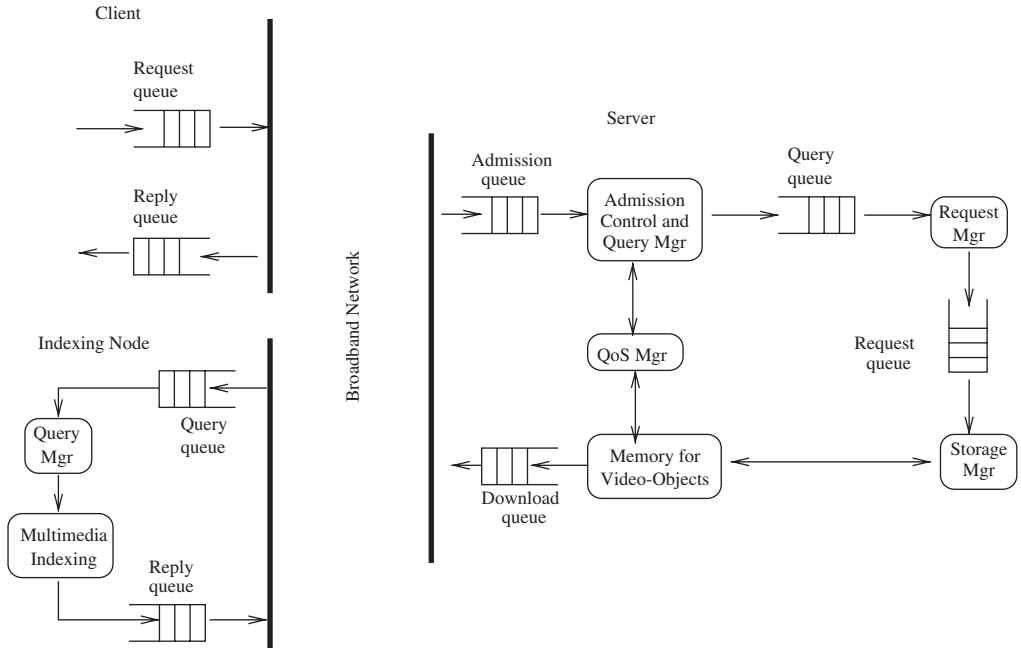 Client
Request
queue
Reply
queue
Indexing Node
Query
queue
Query
Mgr
Multimedia
Indexing
Reply
queue
Broadband Network
Server
Admission
queue
Admission
Control and
Query Mgr
Query
queue
Request
Mgr
Request
queue
QoS Mgr
Storage
Mgr
Memory for
Video-Objects
Download
queue